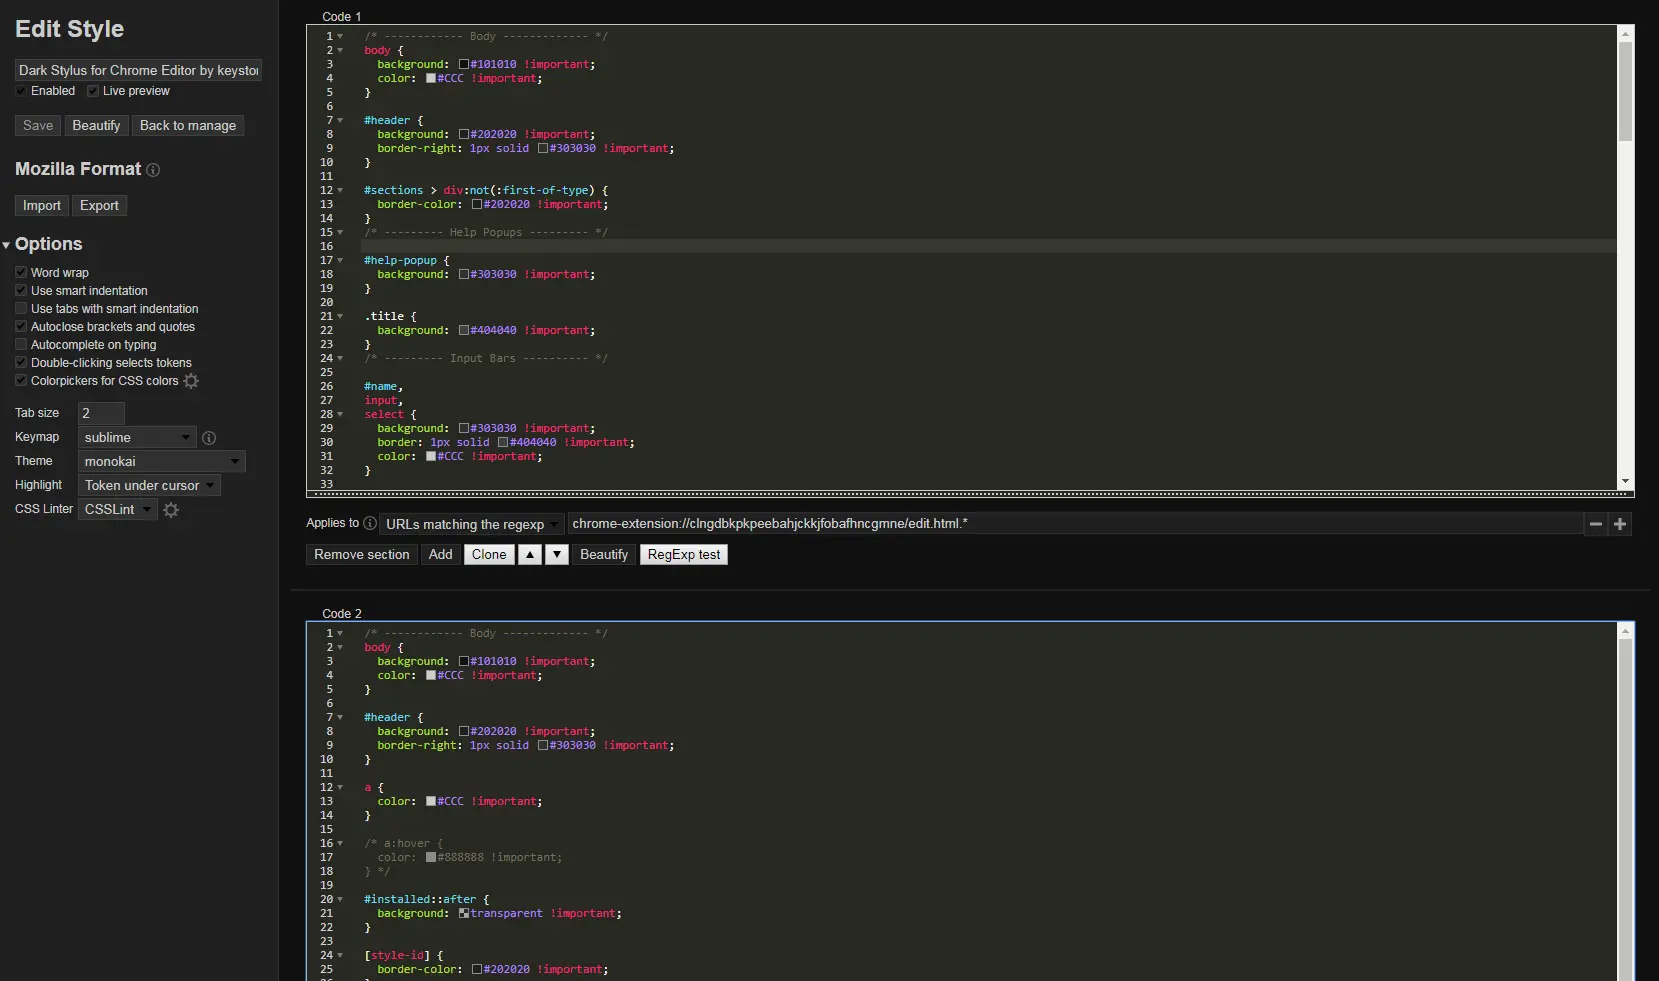 Edit Style
Dark Stylus for Chrome Editor by keysto
Enabled Live preview
Save Beautify Back to manage
Mozilla Format
Import Export
Options
Word wrap
Use smart indentation
Use tabs with smart indentation
Autoclose brackets and quotes
Autocomplete on typing
Double-clicking selects tokens
Colorpickers for CSS colors
Tab size 2
Keymap sublime
Theme monokai
Highlight Token under cursor
CSS Linter CSSLint
Code 1
1 /* ------------ Body ------------- */
2 body {
3 background: #101010 !important;
4 color: #CCC !important;
5 }
6
7 #header {
8 background: #202020 !important;
9 border-right: 1px solid #303030 !important;
10 }
11
12 #sections > div:not(:first-of-type) {
13 border-color: #202020 !important;
14 }
15 /* --------- Help Popups --------- */
16
17 #help-popup {
18 background: #303030 !important;
19 }
20
21 .title {
22 background: #404040 !important;
23 }
24 /* --------- Input Bars ---------- */
25
26 #name,
27 input,
28 select {
29 background: #303030 !important;
30 border: 1px solid #404040 !important;
31 color: #CCC !important;
32 }
33
Applies to URLs matching the regexp chrome-extension://clngdbkpkpeebahjckkjfobafhncgmne/edit.html.*
Remove section Add Clone ▲ ▼ Beautify RegExp test
Code 2
1 /* ------------ Body ------------- */
2 body {
3 background: #101010 !important;
4 color: #CCC !important;
5 }
6
7 #header {
8 background: #202020 !important;
9 border-right: 1px solid #303030 !important;
10 }
11
12 a {
13 color: #CCC !important;
14 }
15
16 /* a:hover {
17 color: #888888 !important;
18 } */
19
20 #installed::after {
21 background: transparent !important;
22 }
23
24 [style-id] {
25 border-color: #202020 !important;